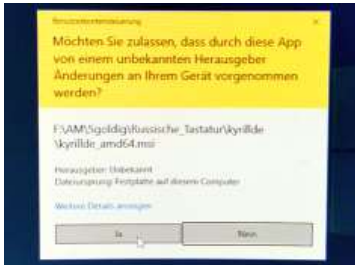 Benutzerkontensteuerung
Möchten Sie zulassen, dass durch diese App
von einem unbekannten Herausgeber
Änderungen an Ihrem Gerät vorgenommen
werden?
F:\AM\Sgoldig\Russische_Tastatur\kyrillde
\kyrillde_amd64.msi
Herausgeber: Unbekannt
Dateiursprung: Festplatte auf diesem Computer
Weitere Details anzeigen
Ja
Nein